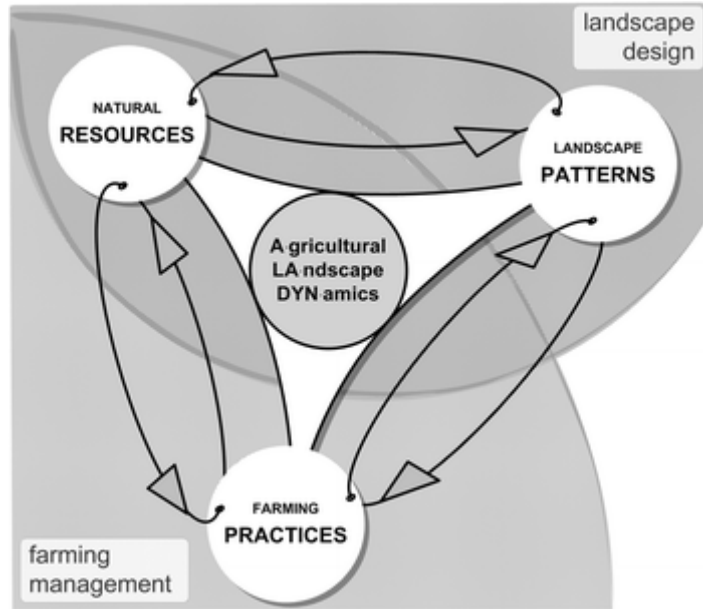 landscape
design
NATURAL
RESOURCES
LANDSCAPE
PATTERNS
A·gricultural
LA·ndscape
DYN·amics
FARMING
PRACTICES
farming
management